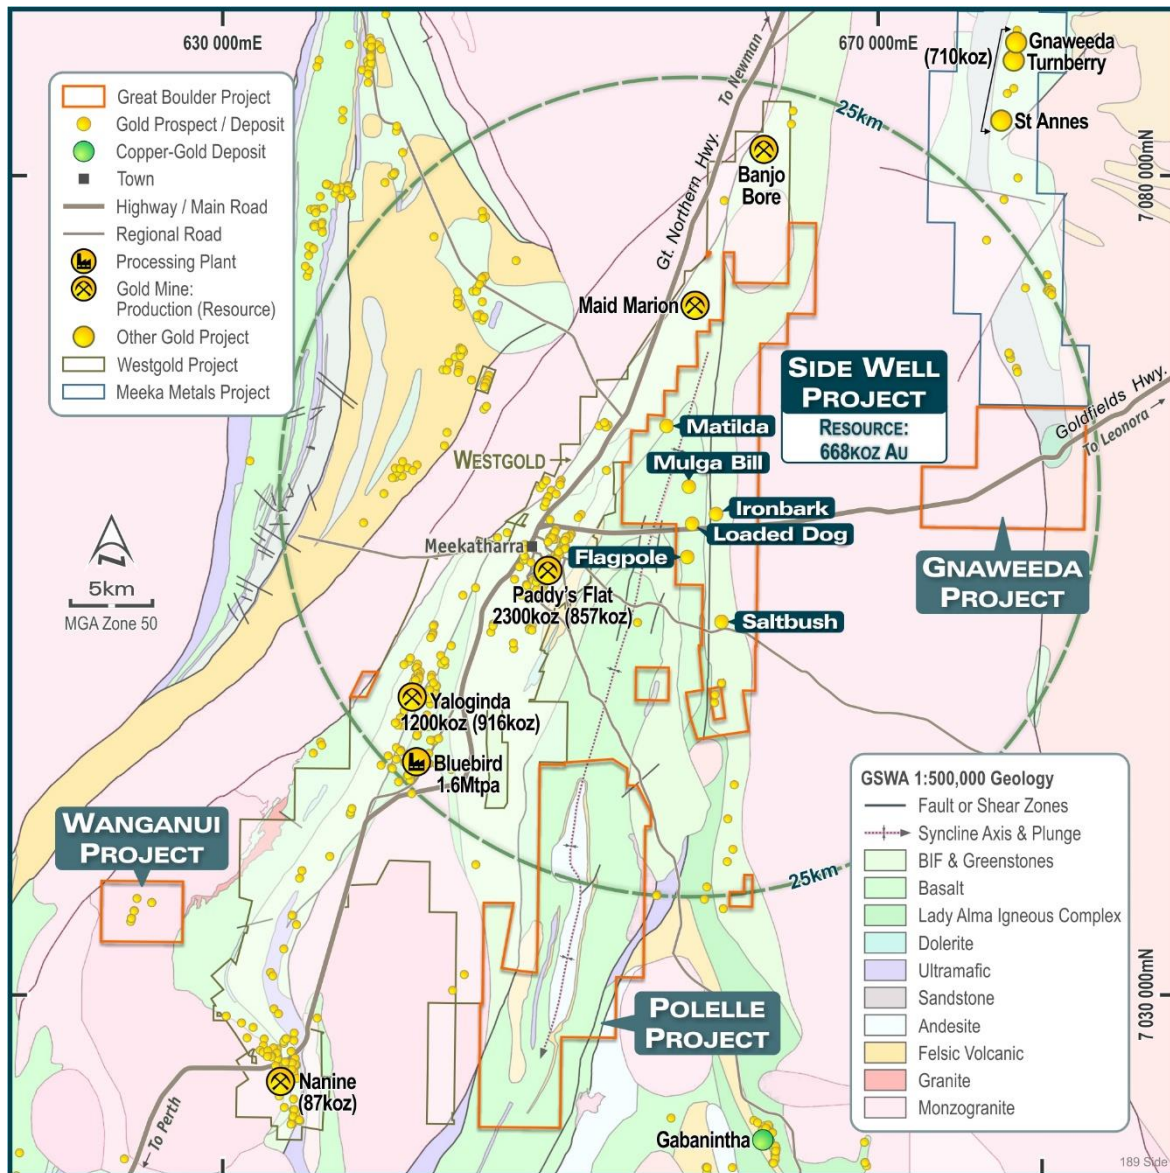 630 000mE
670 000mE
To Newman
Gt. Northern Hwy.
25km
(710koz)
Gnaweeda
Turnberry
St Annes
7 080 000mN
Great Boulder Project
Gold Prospect / Deposit
Copper-Gold Deposit
Town
Highway / Main Road
Regional Road
Processing Plant
Gold Mine:
Production (Resource)
Other Gold Project
Westgold Project
Meeka Metals Project
Banjo
Bore
Maid Marion
SIDE WELL
PROJECT
RESOURCE:
668KOZ AU
Goldfields Hwy.
To Leonora
Matilda
WESTGOLD
Mulga Bill
Ironbark
Loaded Dog
Meekatharra
Flagpole
GNAWEEDA
PROJECT
5km
MGA Zone 50
Paddy's Flat
2300koz (857koz)
Saltbush
Yaloginda
1200koz (916koz)
Bluebird
1.6Mtpa
WANGANUI
PROJECT
25km
GSWA 1:500,000 Geology
Fault or Shear Zones
Syncline Axis & Plunge
BIF & Greenstones
Basalt
Lady Alma Igneous Complex
Dolerite
Ultramafic
Sandstone
Andesite
Felsic Volcanic
Granite
Monzogranite
7 030 000mN
POLELLE
PROJECT
Nanine
(87koz)
To Perth
Gabanintha
189 Side